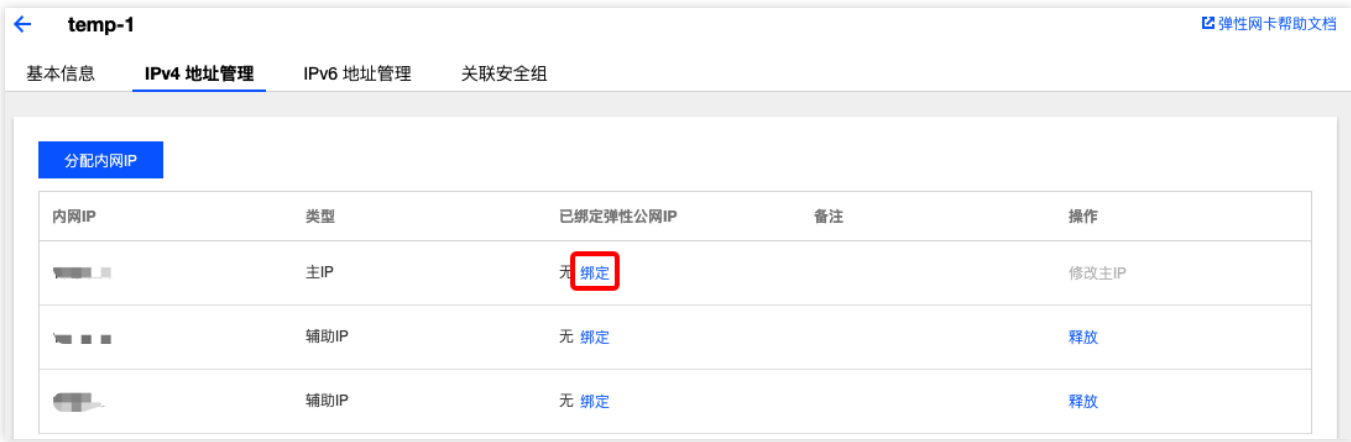 temp-1
弹性网卡帮助文档
基本信息 IPv4 地址管理 IPv6 地址管理 关联安全组
分配内网IP
内网IP 类型 已绑定弹性公网IP 备注 操作
主IP 无 绑定 修改主IP
辅助IP 无 绑定 释放
辅助IP 无 绑定 释放